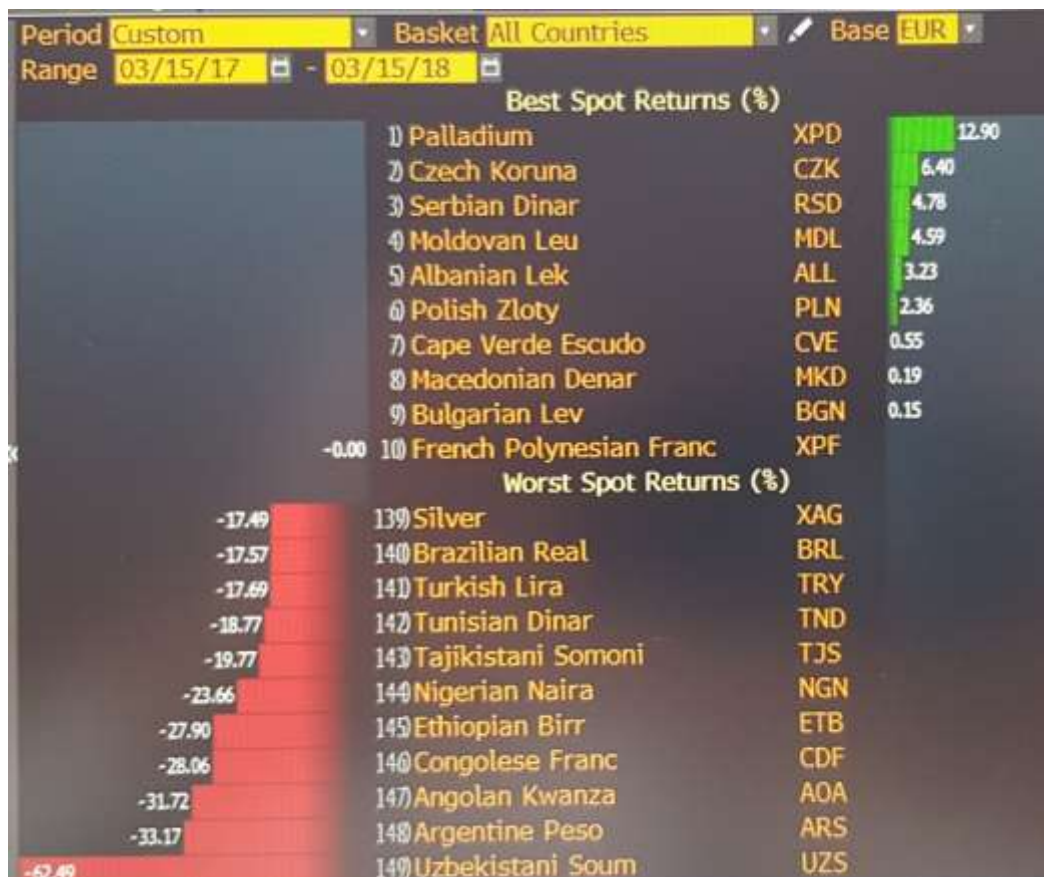 Period Custom Basket All Countries Base EUR
Range 03/15/17 - 03/15/18
Best Spot Returns (%)
1) Palladium XPD 12.90
2) Czech Koruna CZK 6.40
3) Serbian Dinar RSD 4.78
4) Moldovan Leu MDL 4.59
5) Albanian Lek ALL 3.23
6) Polish Zloty PLN 2.36
7) Cape Verde Escudo CVE 0.55
8) Macedonian Denar MKD 0.19
9) Bulgarian Lev BGN 0.15
-0.00 10) French Polynesian Franc XPF
Worst Spot Returns (%)
-17.49 139) Silver XAG
-17.57 140) Brazilian Real BRL
-17.69 141) Turkish Lira TRY
-18.77 142) Tunisian Dinar TND
-19.77 143) Tajikistani Somoni TJS
-23.66 144) Nigerian Naira NGN
-27.90 145) Ethiopian Birr ETB
-28.06 146) Congolese Franc CDF
-31.72 147) Angolan Kwanza AOA
-33.17 148) Argentine Peso ARS
-62.49 149) Uzbekistani Soum UZS